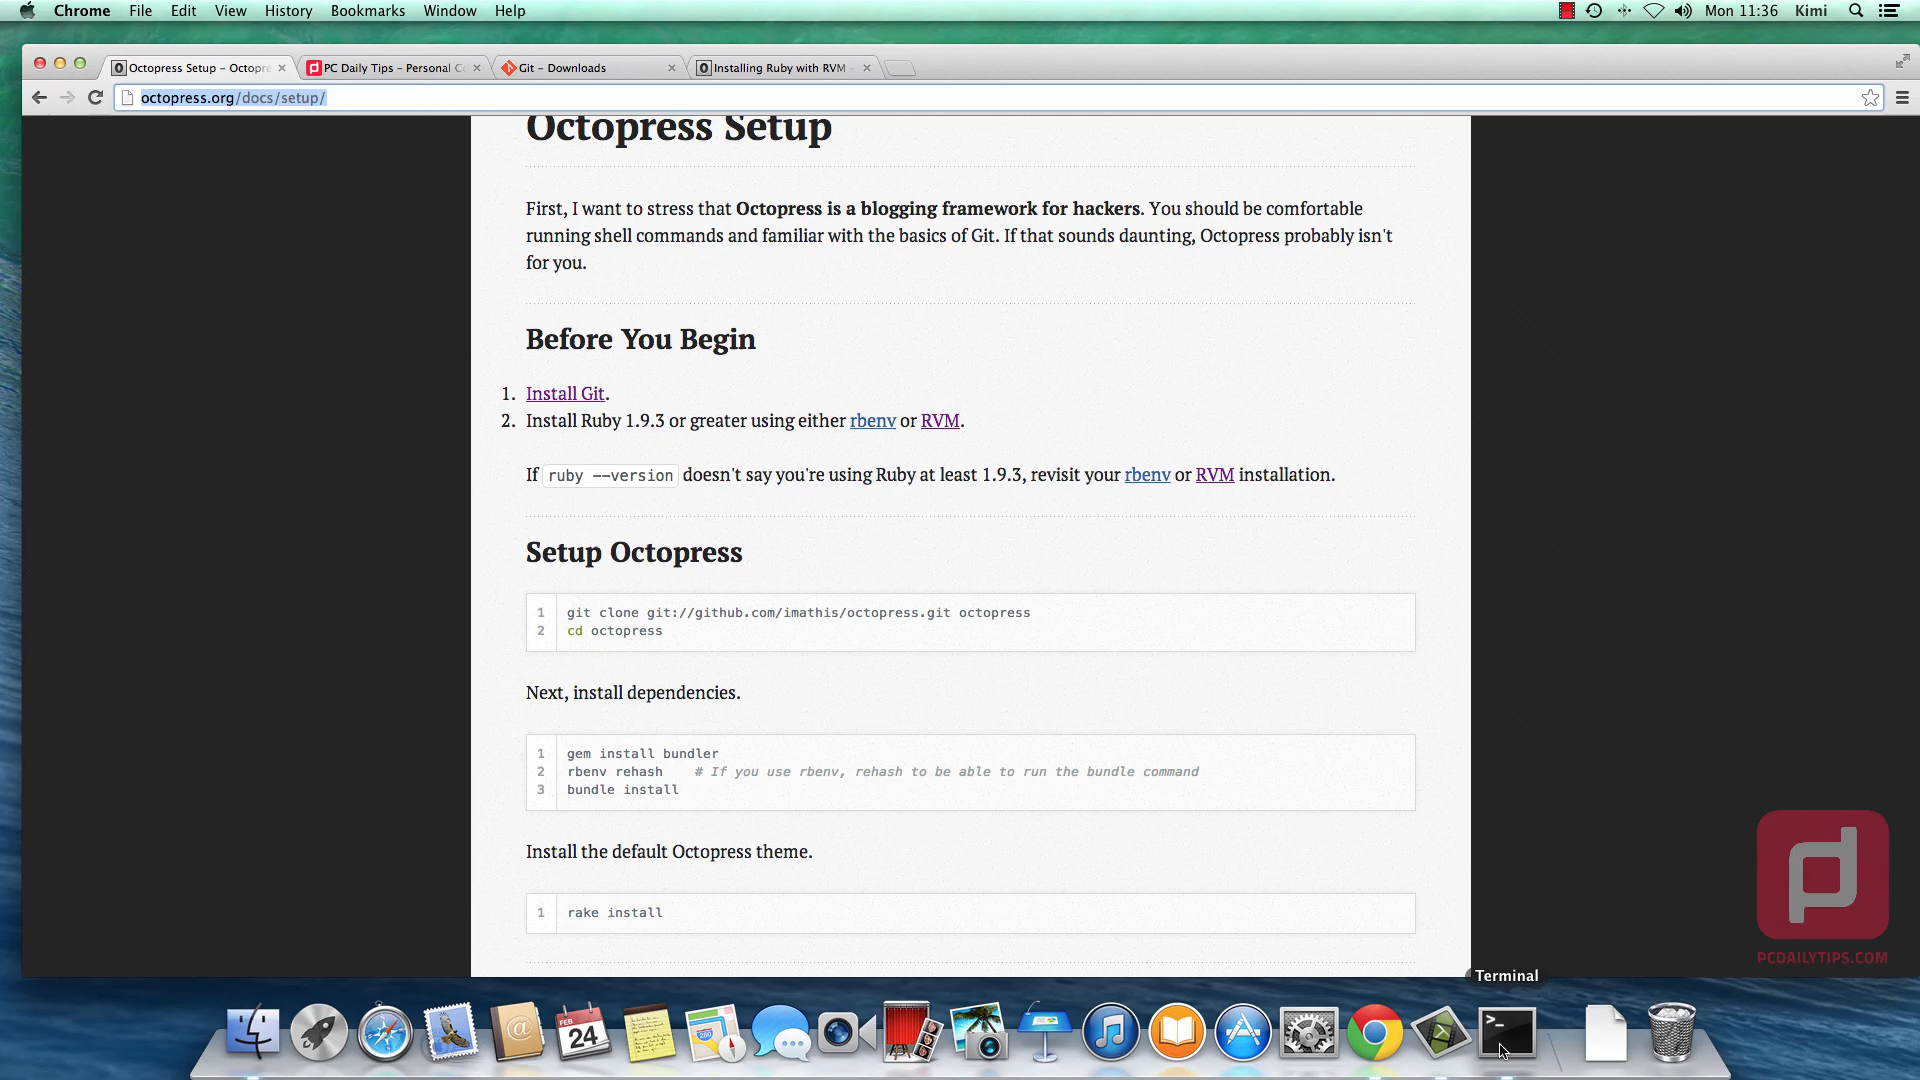 Chrome File Edit View History Bookmarks Window Help Mon 11:36 Kimi
Octopress Setup – Octopre PC Daily Tips – Personal Co Git – Downloads Installing Ruby with RVM –
octopress.org/docs/setup/
Octopress Setup
First, I want to stress that Octopress is a blogging framework for hackers. You should be comfortable
running shell commands and familiar with the basics of Git. If that sounds daunting, Octopress probably isn't
for you.
Before You Begin
1. Install Git.
2. Install Ruby 1.9.3 or greater using either rbenv or RVM.
If ruby --version doesn't say you're using Ruby at least 1.9.3, revisit your rbenv or RVM installation.
Setup Octopress
1 git clone git://github.com/imathis/octopress.git octopress
2 cd octopress
Next, install dependencies.
1 gem install bundler
2 rbenv rehash # If you use rbenv, rehash to be able to run the bundle command
3 bundle install
Install the default Octopress theme.
1 rake install
PCDAILYTIPS.COM
Terminal
FEB
24
>_